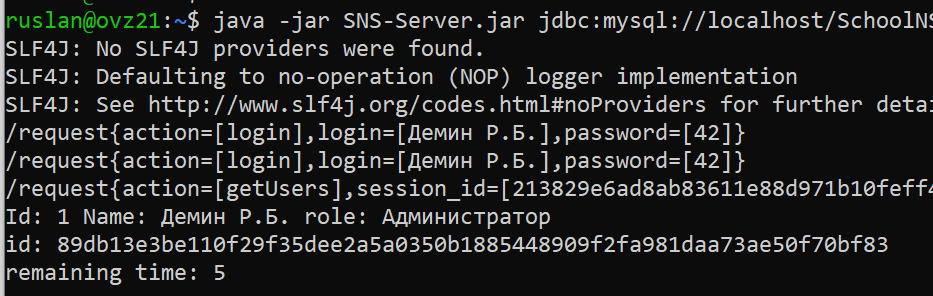 ruslan@ovz21:~$ java -jar SNS-Server.jar jdbc:mysql://localhost/SchoolNS
SLF4J: No SLF4J providers were found.
SLF4J: Defaulting to no-operation (NOP) logger implementation
SLF4J: See http://www.slf4j.org/codes.html#noProviders for further detai
/request{action=[login],login=[Демин Р.Б.],password=[42]}
/request{action=[login],login=[Демин Р.Б.],password=[42]}
/request{action=[getUsers],session_id=[213829e6ad8ab83611e88d971b10feff4
Id: 1 Name: Демин Р.Б. role: Администратор
id: 89db13e3be110f29f35dee2a5a0350b1885448909f2fa981daa73ae50f70bf83
remaining time: 5